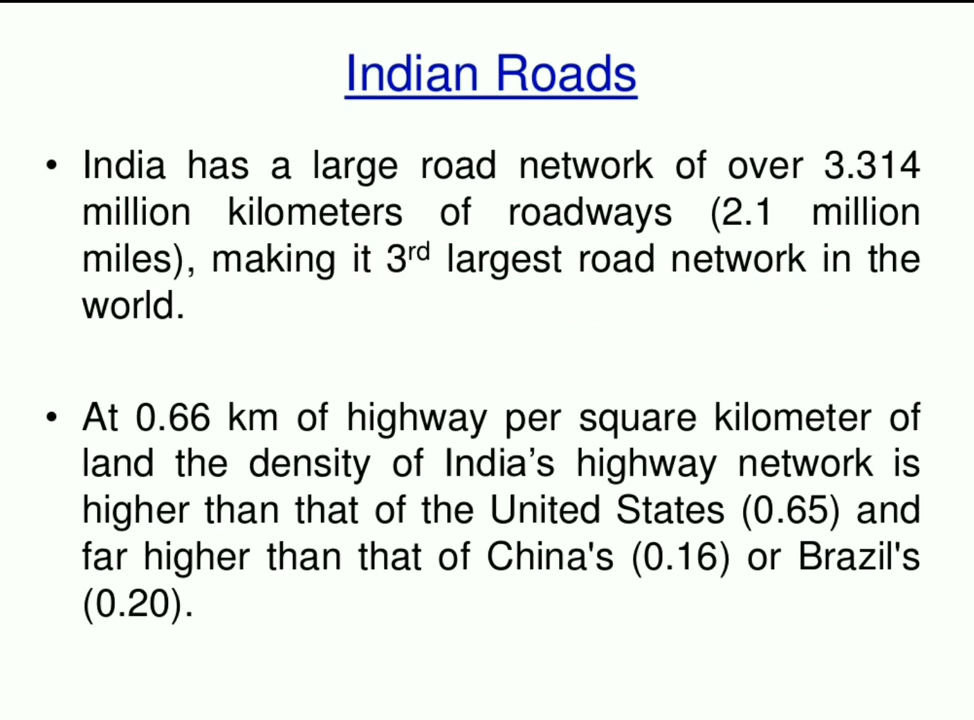 Indian Roads
• India has a large road network of over 3.314
million kilometers of roadways (2.1 million
miles), making it 3rd largest road network in the
world.
• At 0.66 km of highway per square kilometer of
land the density of India’s highway network is
higher than that of the United States (0.65) and
far higher than that of China's (0.16) or Brazil's
(0.20).